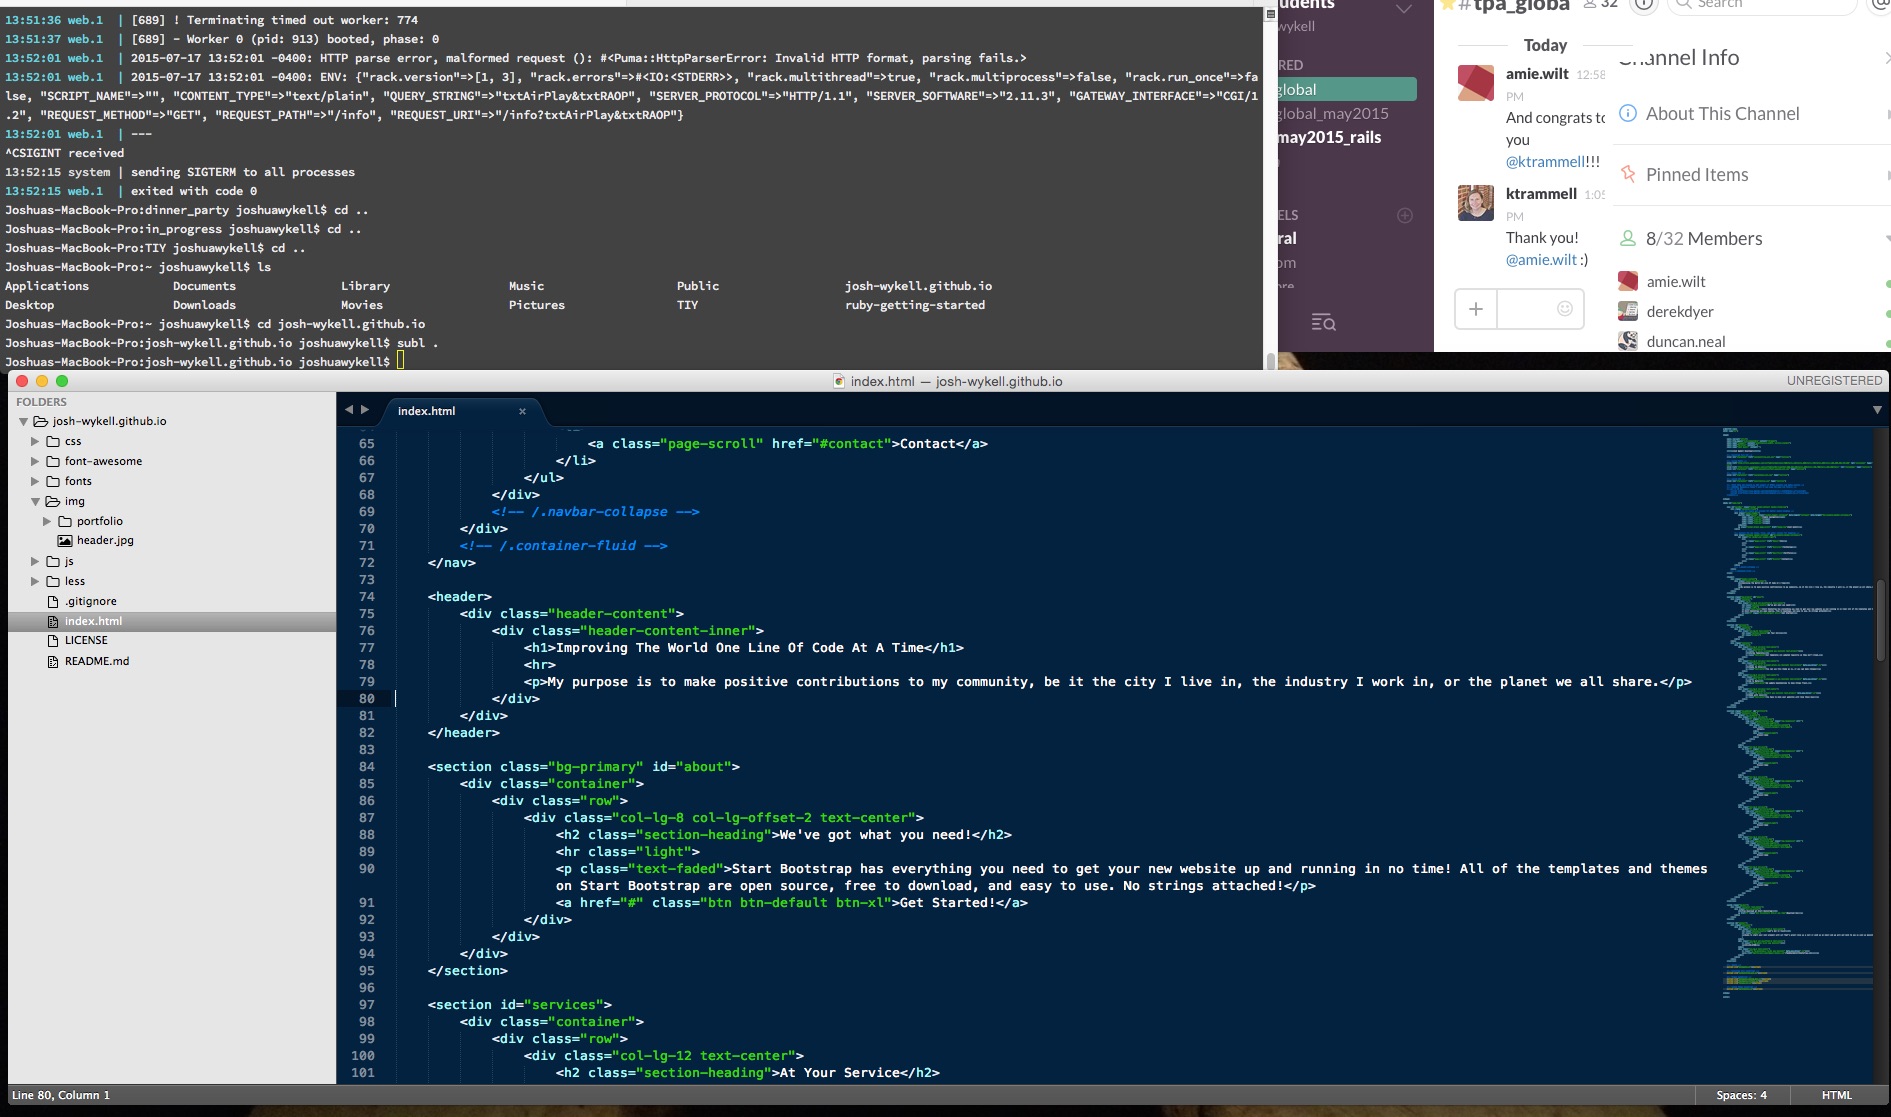 13:51:36 web.1  | [689] ! Terminating timed out worker: 774
13:51:37 web.1  | [689] - Worker 0 (pid: 913) booted, phase: 0
13:52:01 web.1  | 2015-07-17 13:52:01 -0400: HTTP parse error, malformed request (): #<Puma::HttpParserError: Invalid HTTP format, parsing fails.>
13:52:01 web.1  | 2015-07-17 13:52:01 -0400: ENV: {"rack.version"=>[1, 3], "rack.errors"=>#<IO:<STDERR>>, "rack.multithread"=>true, "rack.multiprocess"=>false, "rack.run_once"=>fa
lse, "SCRIPT_NAME"=>"", "CONTENT_TYPE"=>"text/plain", "QUERY_STRING"=>"txtAirPlay&txtRAOP", "SERVER_PROTOCOL"=>"HTTP/1.1", "SERVER_SOFTWARE"=>"2.11.3", "GATEWAY_INTERFACE"=>"CGI/1
.2", "REQUEST_METHOD"=>"GET", "REQUEST_PATH"=>"/info", "REQUEST_URI"=>"/info?txtAirPlay&txtRAOP"}
13:52:01 web.1  | ---
^CSIGINT received
13:52:15 system | sending SIGTERM to all processes
13:52:15 web.1  | exited with code 0
Joshuas-MacBook-Pro:dinner_party joshuawykell$ cd ..
Joshuas-MacBook-Pro:in_progress joshuawykell$ cd ..
Joshuas-MacBook-Pro:TIY joshuawykell$ cd ..
Joshuas-MacBook-Pro:~ joshuawykell$ ls
Applications Documents Library Music Public josh-wykell.github.io
Desktop Downloads Movies Pictures TIY ruby-getting-started
Joshuas-MacBook-Pro:~ joshuawykell$ cd josh-wykell.github.io
Joshuas-MacBook-Pro:josh-wykell.github.io joshuawykell$ subl .
Joshuas-MacBook-Pro:josh-wykell.github.io joshuawykell$
udents
wykell
RED
global
global_may2015
may2015_rails
ELS
ral
om
#tpa_globa 32 Search
Today
amie.wilt 12:58
PM
And congrats to
you
@ktrammell!!!
ktrammell 1:05
PM
Thank you!
@amie.wilt :)
Channel Info
About This Channel
Pinned Items
8/32 Members
amie.wilt
derekdyer
duncan.neal
index.html — josh-wykell.github.io
UNREGISTERED
FOLDERS
josh-wykell.github.io
css
font-awesome
fonts
img
portfolio
header.jpg
js
less
.gitignore
index.html
LICENSE
README.md
index.html
65 <a class="page-scroll" href="#contact">Contact</a>
66 </li>
67 </ul>
68 </div>
69 <!-- /.navbar-collapse -->
70 </div>
71 <!-- /.container-fluid -->
72 </nav>
73
74 <header>
75 <div class="header-content">
76 <div class="header-content-inner">
77 <h1>Improving The World One Line Of Code At A Time</h1>
78 <hr>
79 <p>My purpose is to make positive contributions to my community, be it the city I live in, the industry I work in, or the planet we all share.</p>
80 </div>
81 </div>
82 </header>
83
84 <section class="bg-primary" id="about">
85 <div class="container">
86 <div class="row">
87 <div class="col-lg-8 col-lg-offset-2 text-center">
88 <h2 class="section-heading">We've got what you need!</h2>
89 <hr class="light">
90 <p class="text-faded">Start Bootstrap has everything you need to get your new website up and running in no time! All of the templates and themes
on Start Bootstrap are open source, free to download, and easy to use. No strings attached!</p>
91 <a href="#" class="btn btn-default btn-xl">Get Started!</a>
92 </div>
93 </div>
94 </div>
95 </section>
96
97 <section id="services">
98 <div class="container">
99 <div class="row">
100 <div class="col-lg-12 text-center">
101 <h2 class="section-heading">At Your Service</h2>
Line 80, Column 1
Spaces: 4
HTML